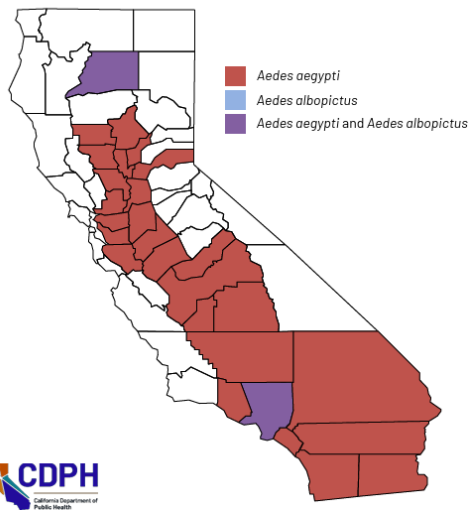 Aedes aegypti
Aedes albopictus
Aedes aegypti and Aedes albopictus
CDPH
California Department of
Public Health